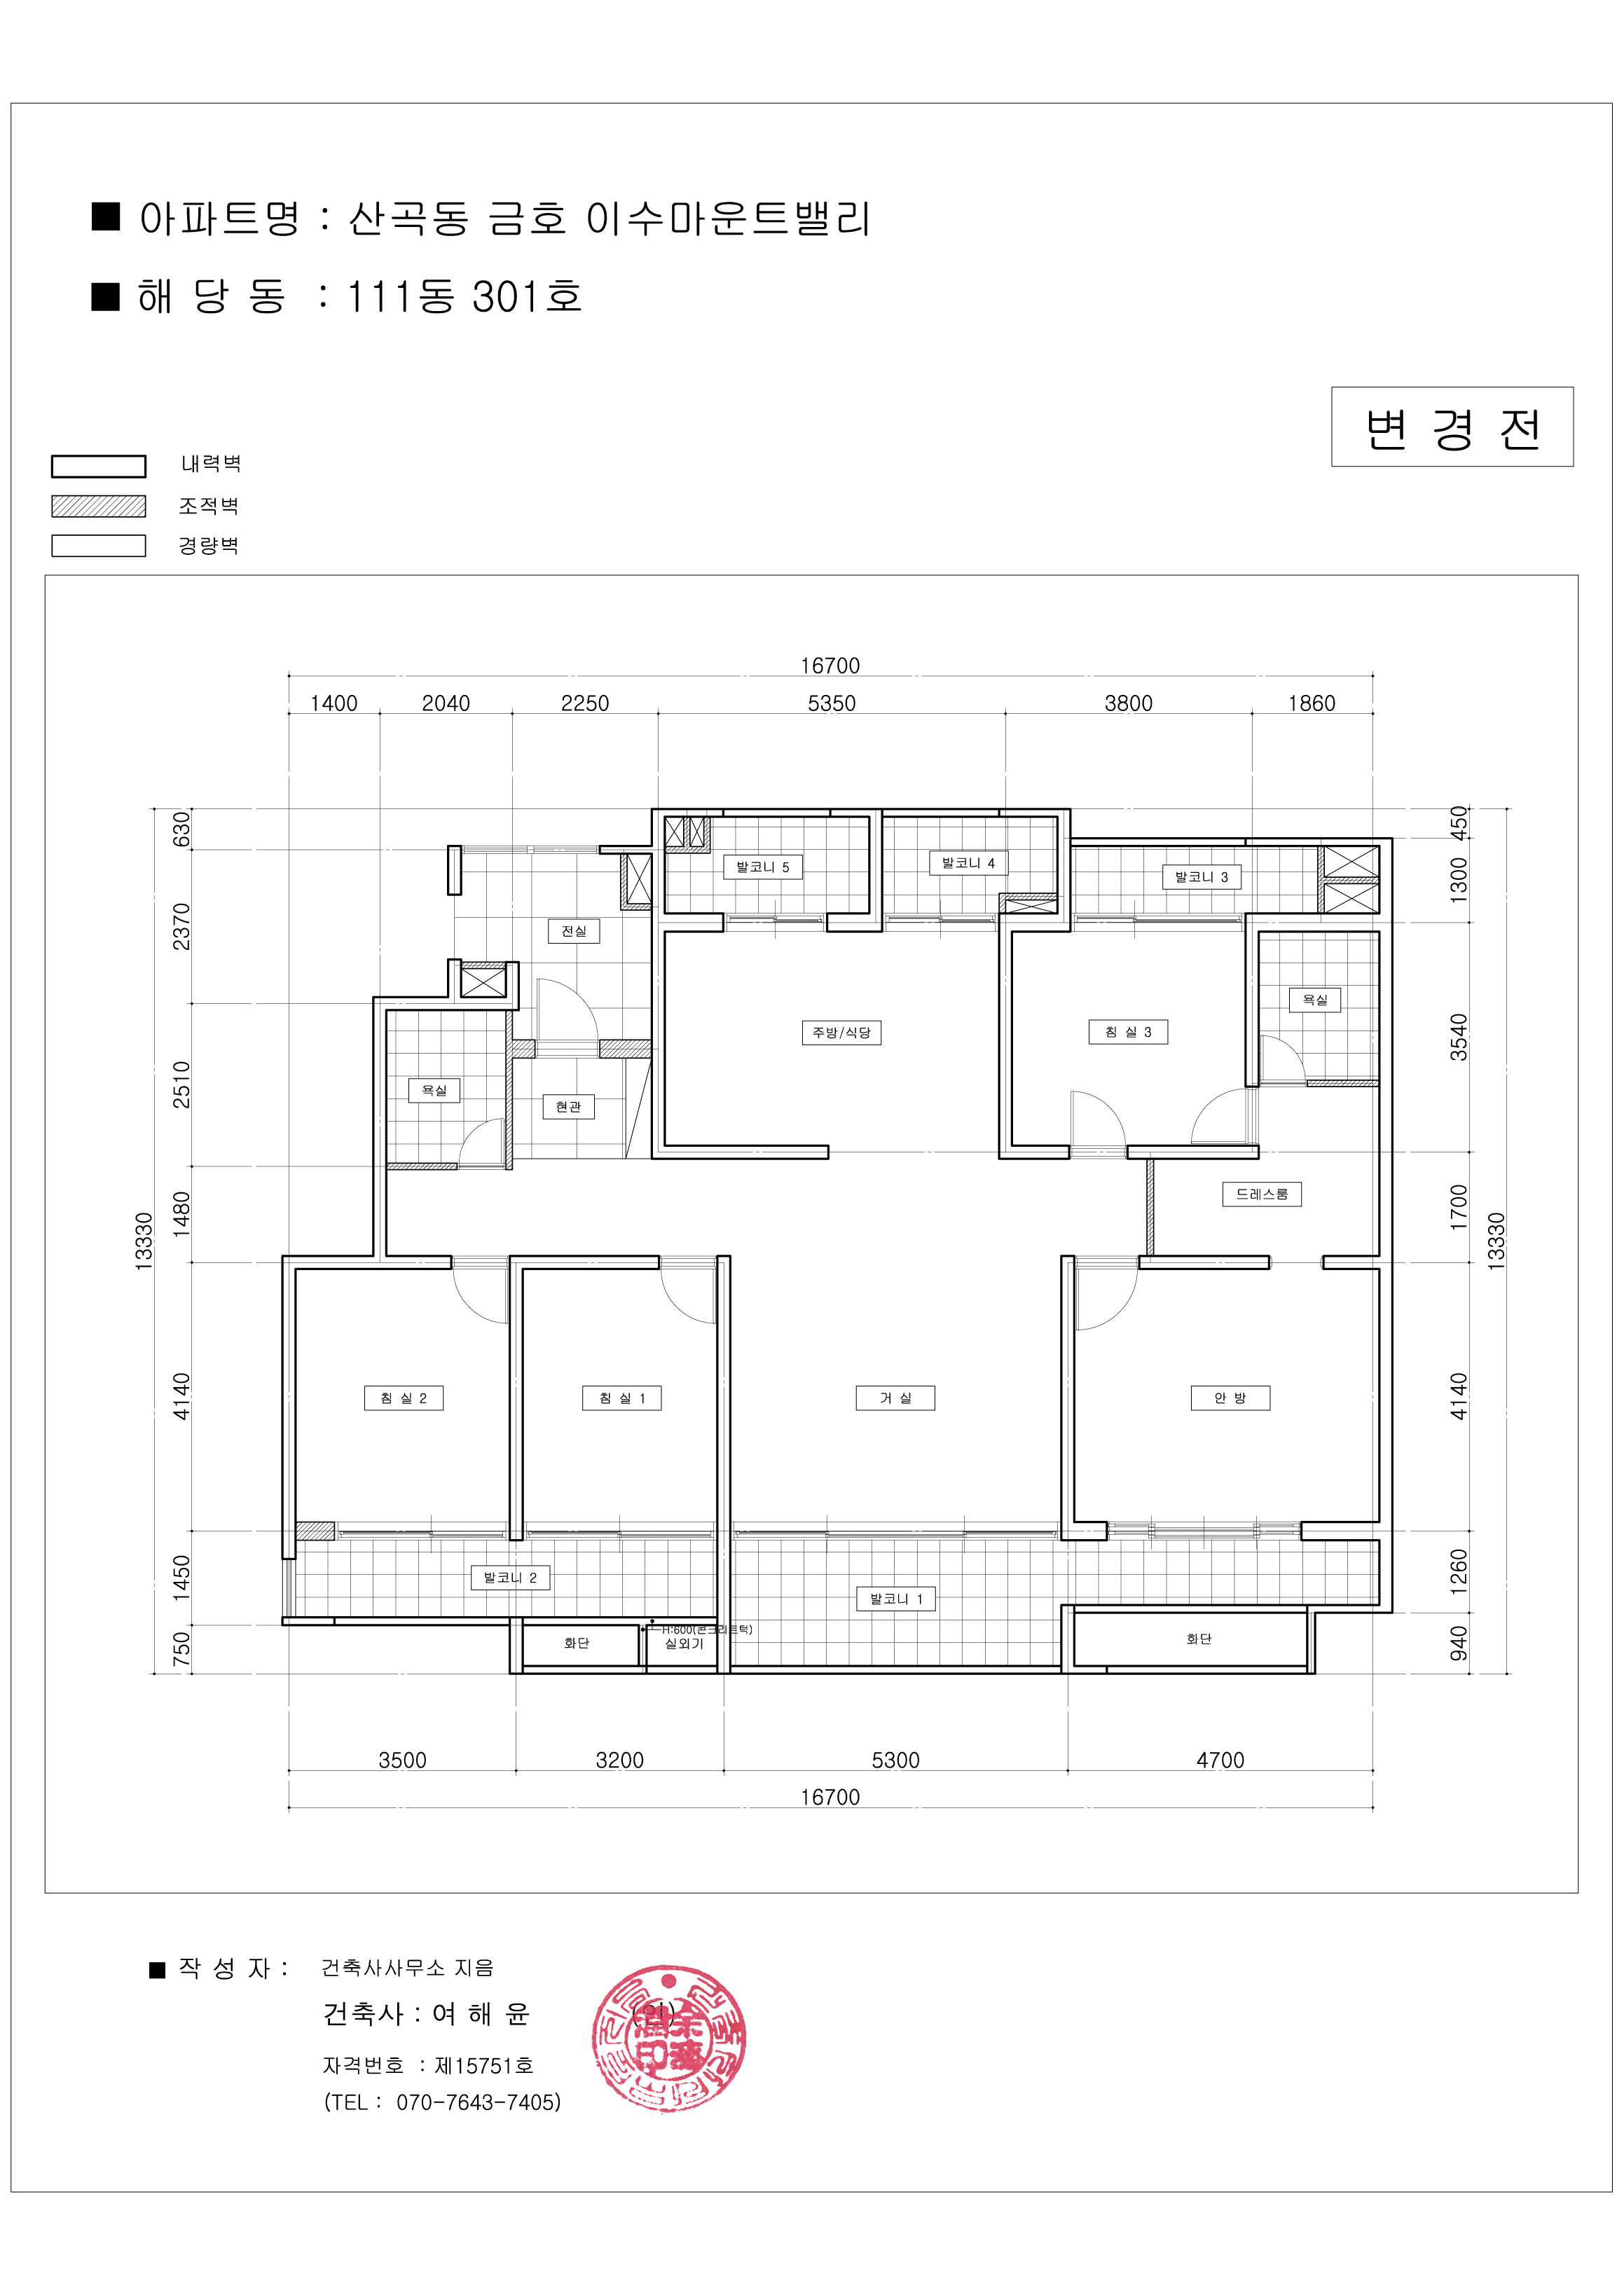 ■ 아파트명 : 산곡동 금호 이수마운트밸리
■ 해 당 동 : 111동 301호
변 경 전
내력벽
조적벽
경량벽
16700
1400 2040 2250 5350 3800 1860
630
2370
2510
1480
4140
1450
750
13330
450
1300
3540
1700
4140
1260
940
13330
발코니 5
발코니 4
발코니 3
전실
욕실
주방/식당
침 실 3
욕실
현관
드레스룸
침 실 2
침 실 1
거 실
안 방
발코니 2
발코니 1
H:600(콘크리트턱)
화단
실외기
화단
3500 3200 5300 4700
16700
■ 작 성 자 : 건축사사무소 지음
건축사 : 여 해 윤 (인)
자격번호 : 제15751호
(TEL : 070-7643-7405)